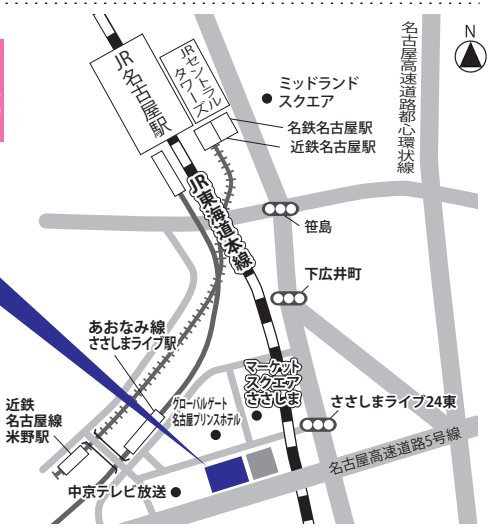 N
名古屋高速道路都心環状線
JR名古屋駅
JRセントラル
タワーズ
ミッドランド
スクエア
名鉄名古屋駅
近鉄名古屋駅
JR東海道本線
笹島
下広井町
あおなみ線
ささしまライブ駅
マーケット
スクエア
ささしま
グローバルゲート
名古屋プリンスホテル
ささしまライブ24東
近鉄
名古屋線
米野駅
名古屋高速道路5号線
中京テレビ放送